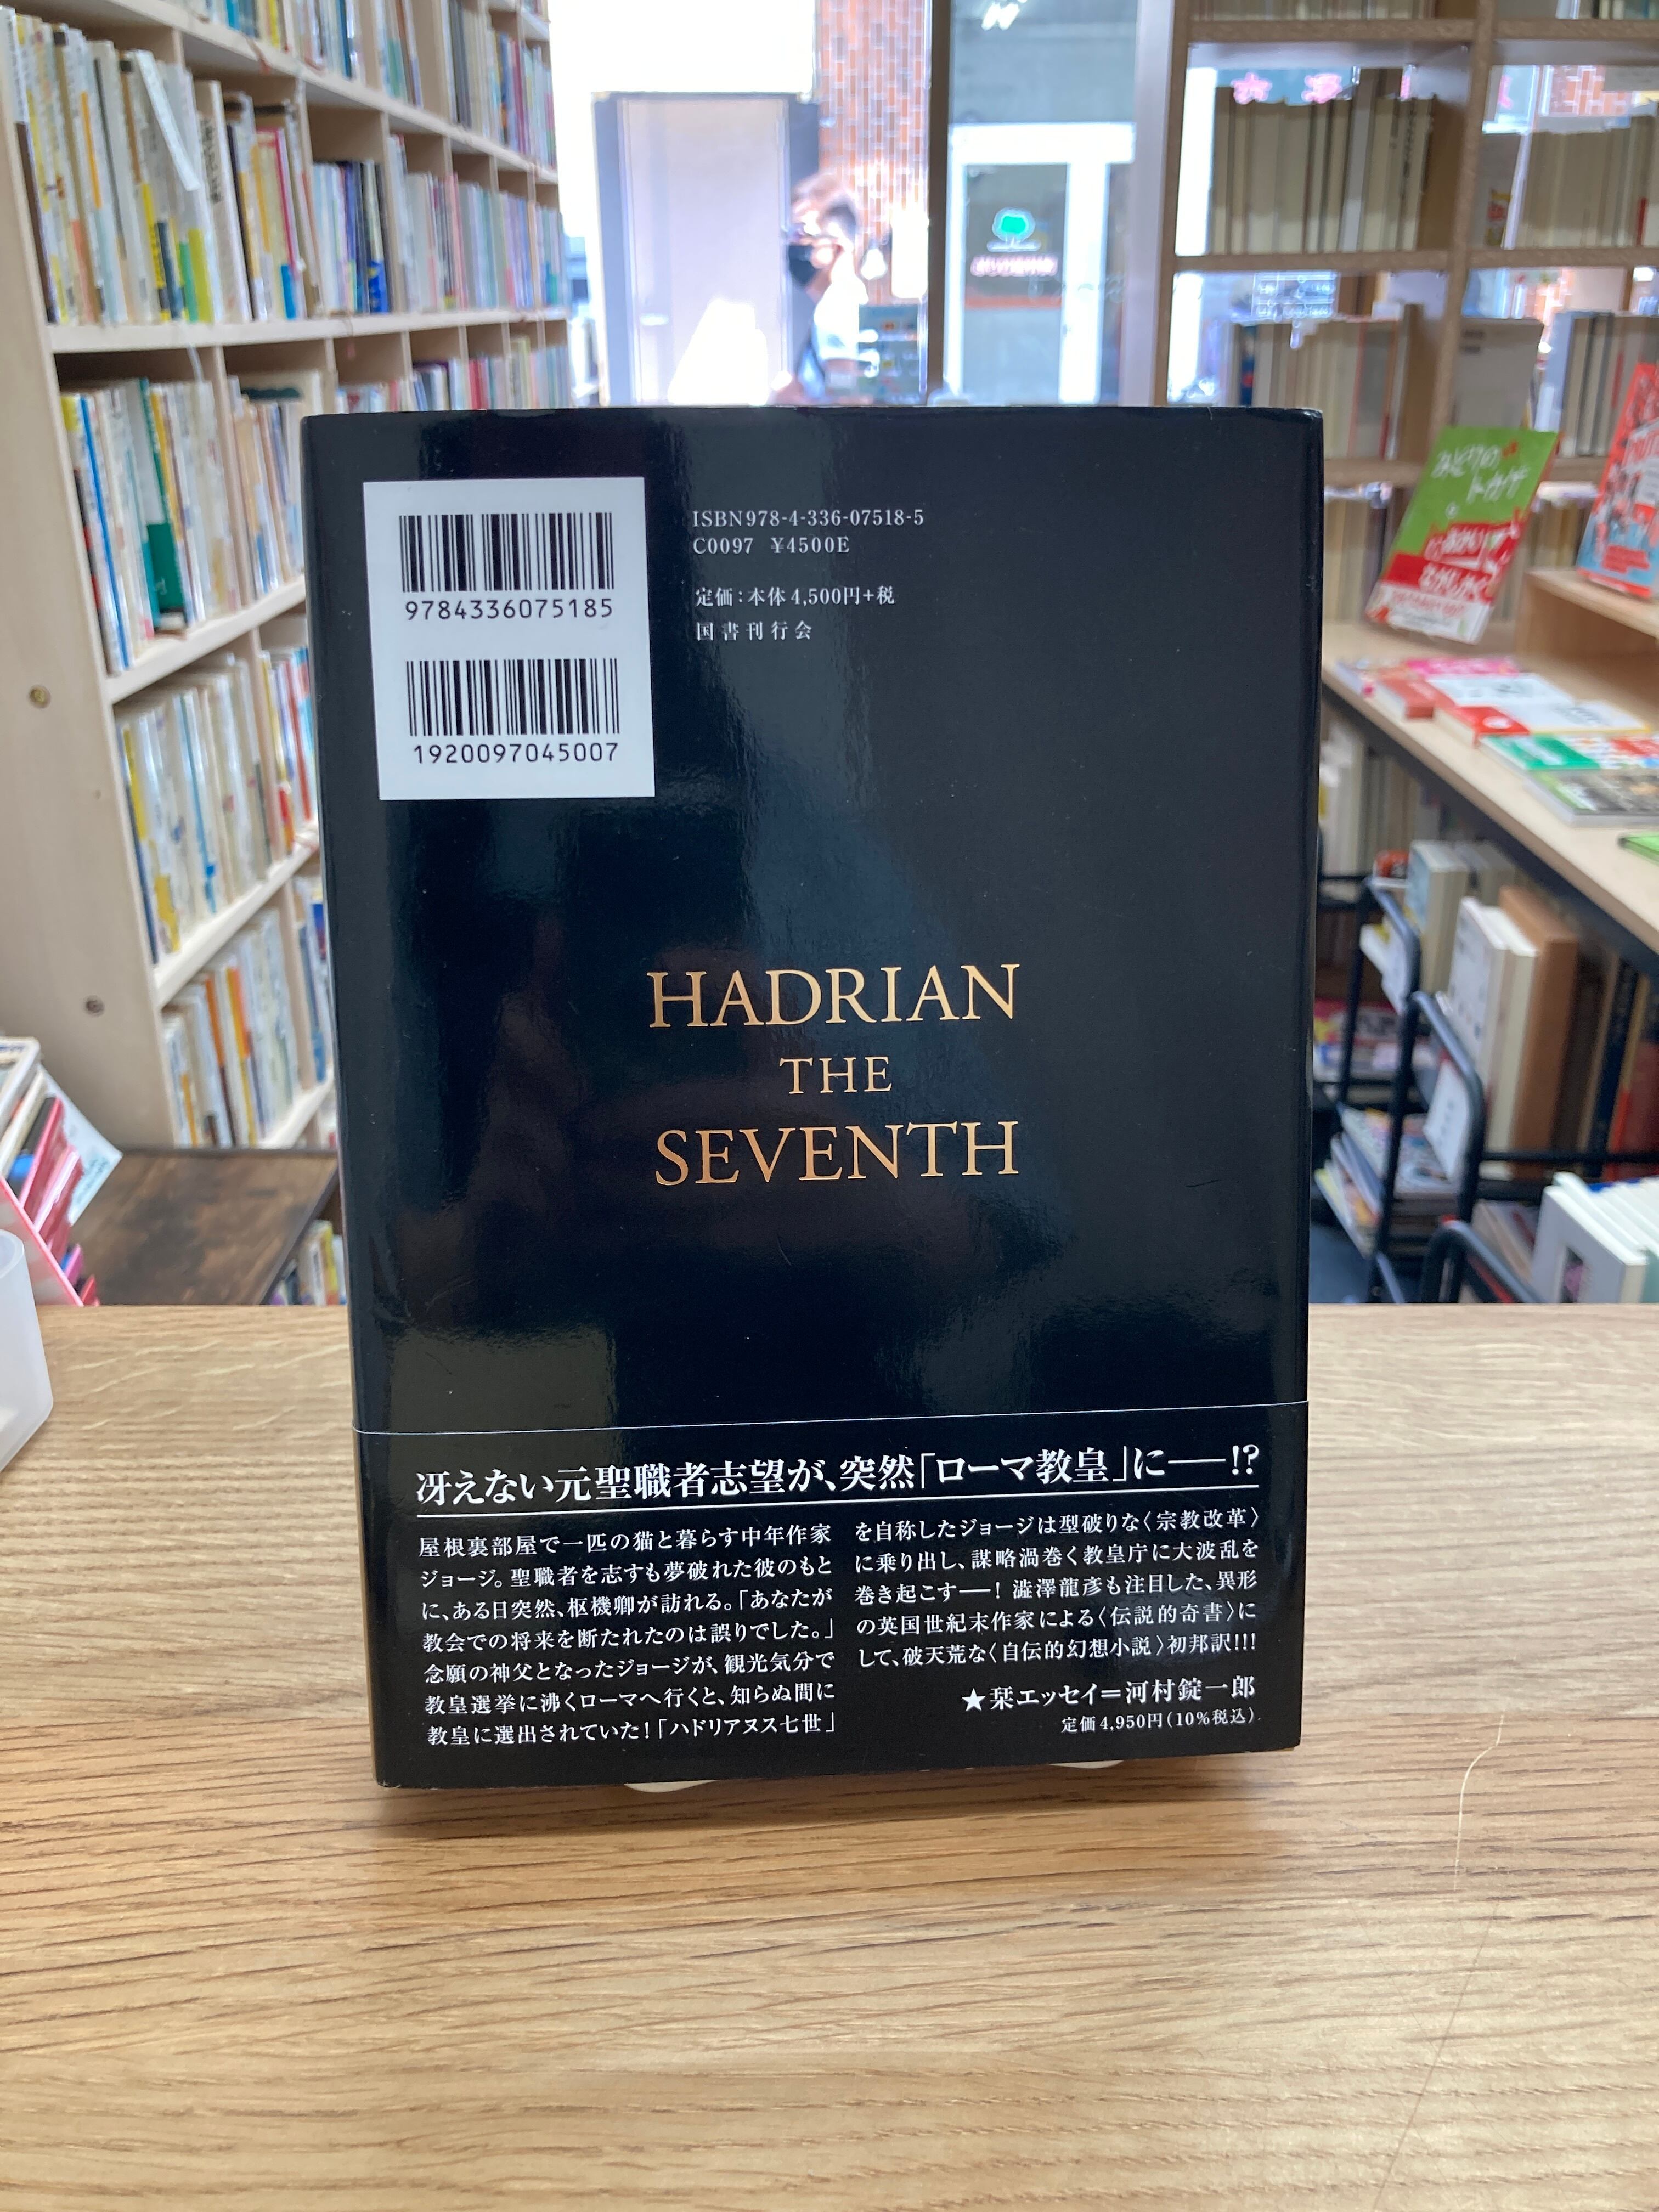 9784336075185
1920097045007
ISBN978-4-336-07518-5
C0097 ¥4500E
定価:本体4,500円+税
国書刊行会
HADRIAN
THE
SEVENTH
冴えない元聖職者志望が、突然「ローマ教皇」に――!?
屋根裏部屋で一匹の猫と暮らす中年作家
ジョージ。聖職者を志すも夢破れた彼のもと
に、ある日突然、枢機卿が訪れる。「あなたが
教会での将来を断たれたのは誤りでした。」
念願の神父となったジョージが、観光気分で
教皇選挙に沸くローマへ行くと、知らぬ間に
教皇に選出されていた!「ハドリアヌス七世」
を自称したジョージは型破りな〈宗教改革〉
に乗り出し、謀略渦巻く教皇庁に大波乱を
巻き起こす――! 澁澤龍彦も注目した、異形
の英国世紀末作家による〈伝説的奇書〉に
して、破天荒な〈自伝的幻想小説〉初邦訳!!!
★栞エッセイ=河村錠一郎
定価4,950円(10%税込)
みどりの
トカゲ